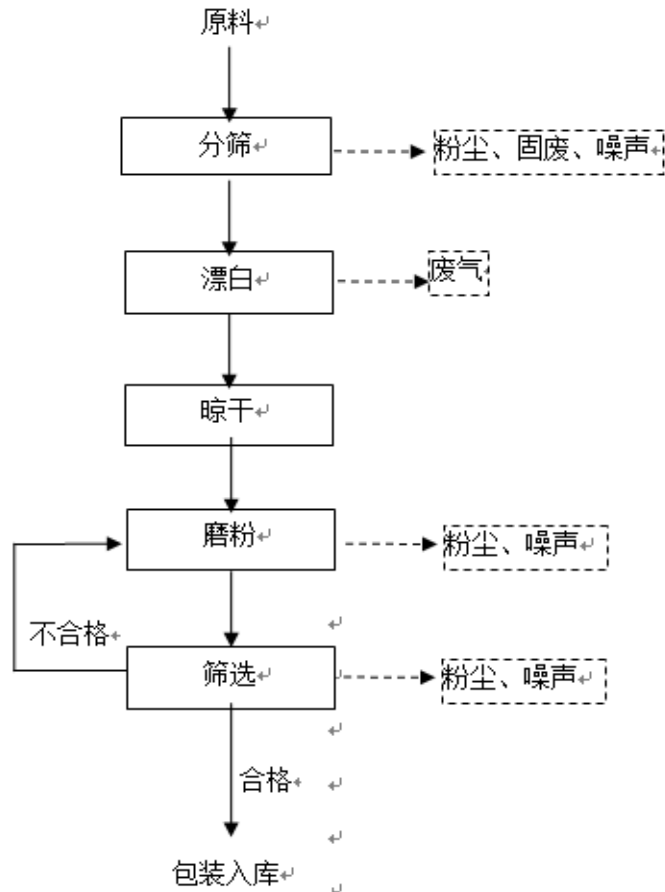 原料
分筛
粉尘、固废、噪声
漂白
废气
晾干
磨粉
粉尘、噪声
不合格
筛选
粉尘、噪声
合格
包装入库